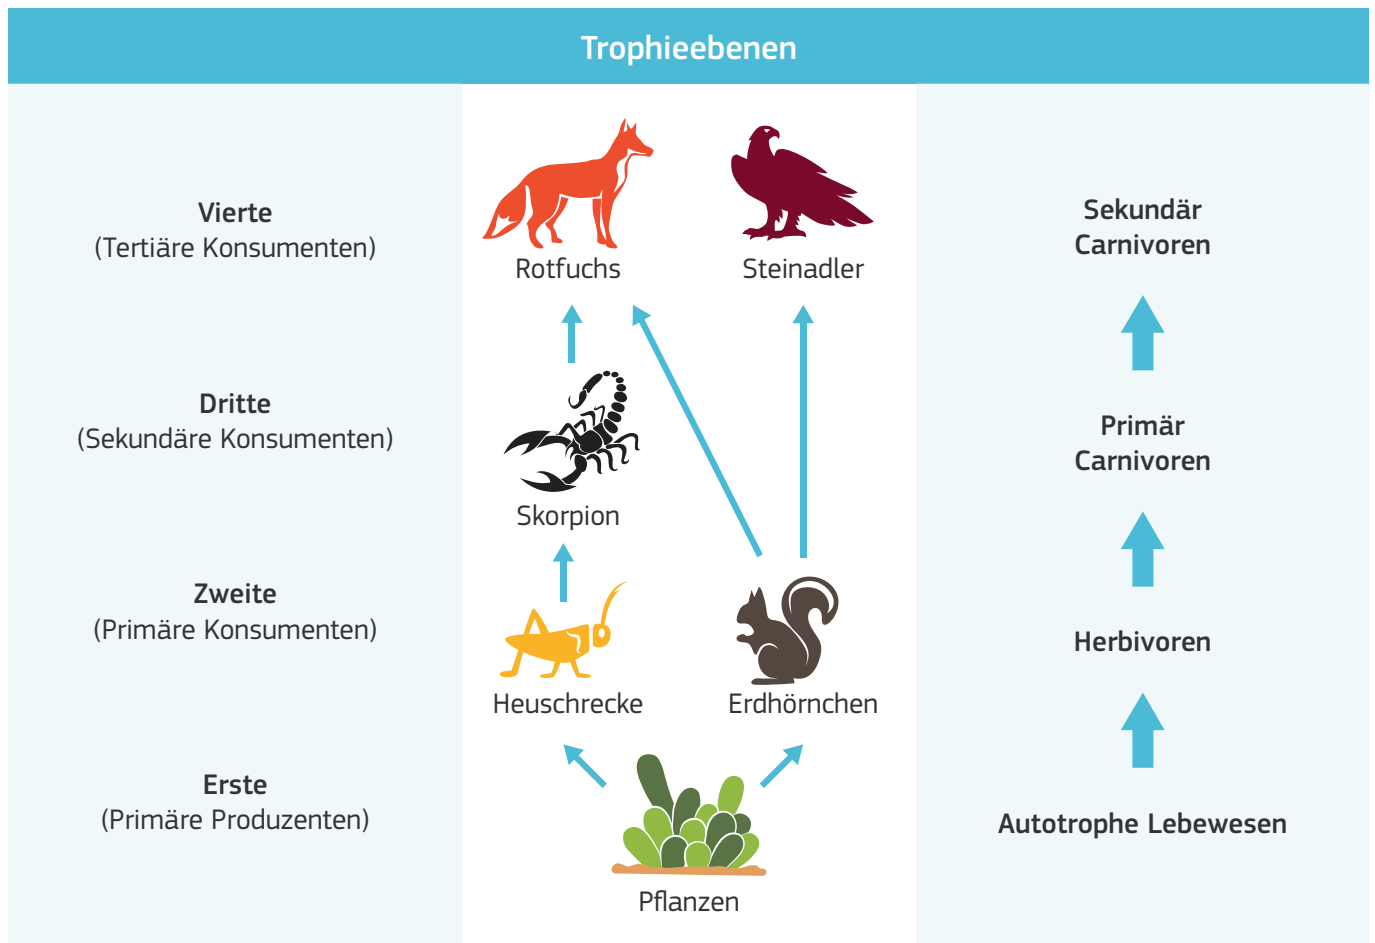 Trophieebenen
Vierte
(Tertiäre Konsumenten)
Dritte
(Sekundäre Konsumenten)
Zweite
(Primäre Konsumenten)
Erste
(Primäre Produzenten)
Rotfuchs
Steinadler
Skorpion
Heuschrecke
Erdhörnchen
Pflanzen
Sekundär
Carnivoren
Primär
Carnivoren
Herbivoren
Autotrophe Lebewesen